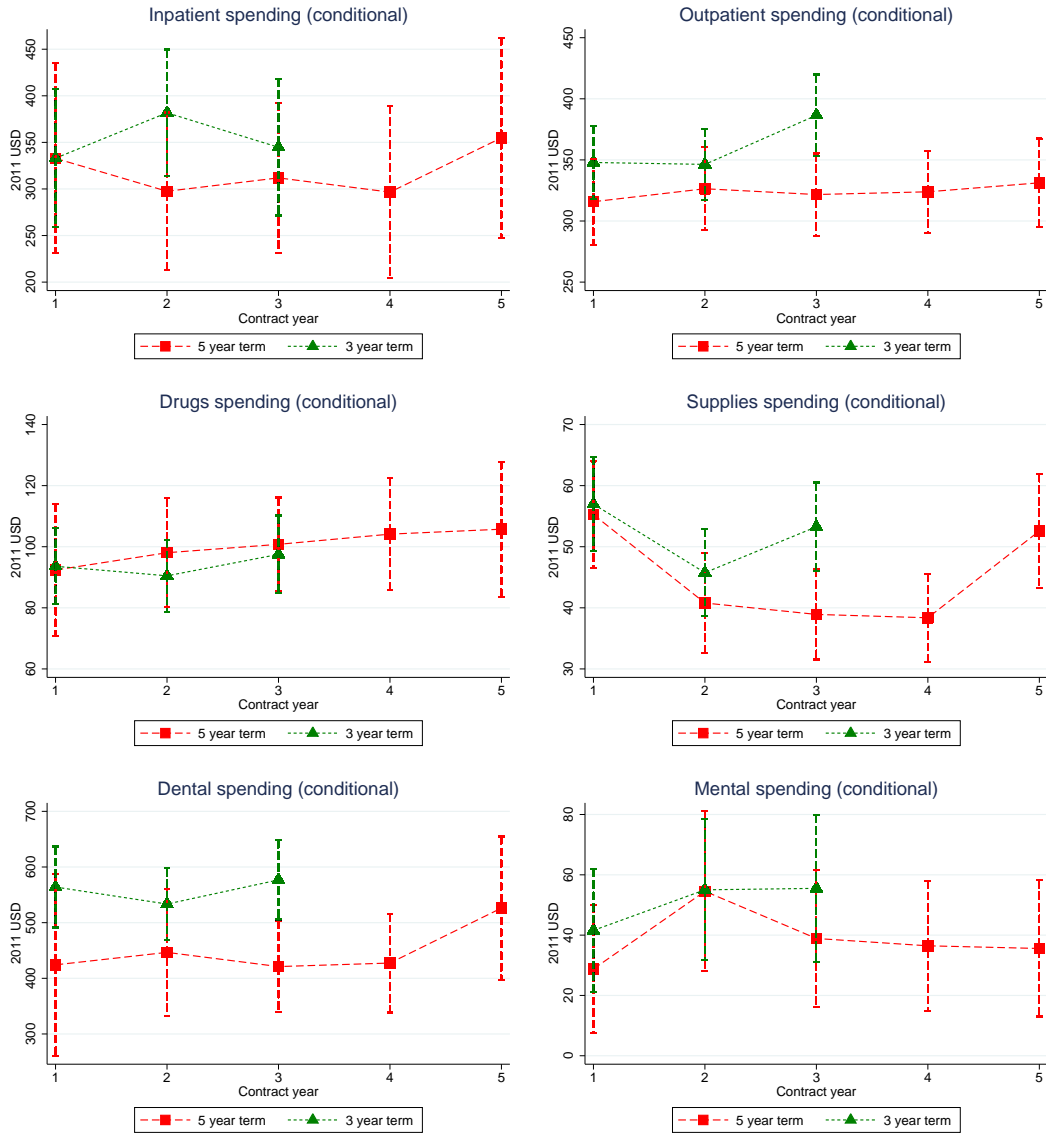 Inpatient spending (conditional)
2011 USD
450
400
350
300
250
200
1 2 3 4 5
Contract year
5 year term 3 year term
Outpatient spending (conditional)
2011 USD
450
400
350
300
250
1 2 3 4 5
Contract year
5 year term 3 year term
Drugs spending (conditional)
2011 USD
140
120
100
80
60
1 2 3 4 5
Contract year
5 year term 3 year term
Supplies spending (conditional)
2011 USD
70
60
50
40
30
1 2 3 4 5
Contract year
5 year term 3 year term
Dental spending (conditional)
2011 USD
700
600
500
400
300
1 2 3 4 5
Contract year
5 year term 3 year term
Mental spending (conditional)
2011 USD
80
60
40
20
0
1 2 3 4 5
Contract year
5 year term 3 year term